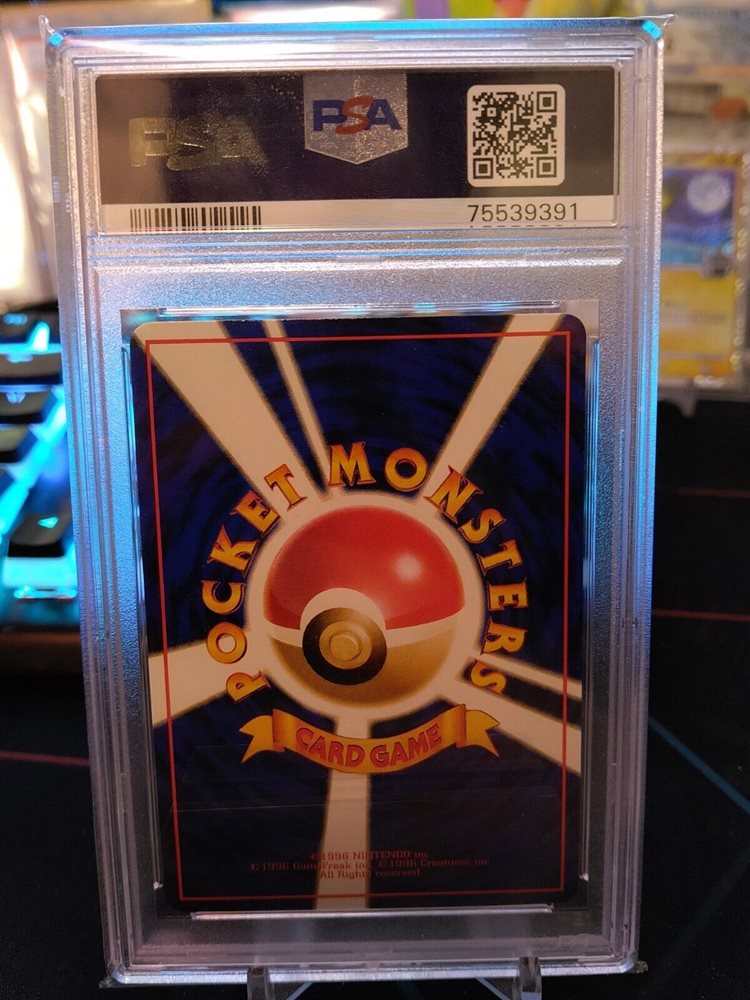 PSA
PSA
75539391
POCKET MONSTERS
CARD GAME
©1996 NINTENDO inc.
©1996 GameFreak inc. ©1996 Creatures inc
All Rights reserved